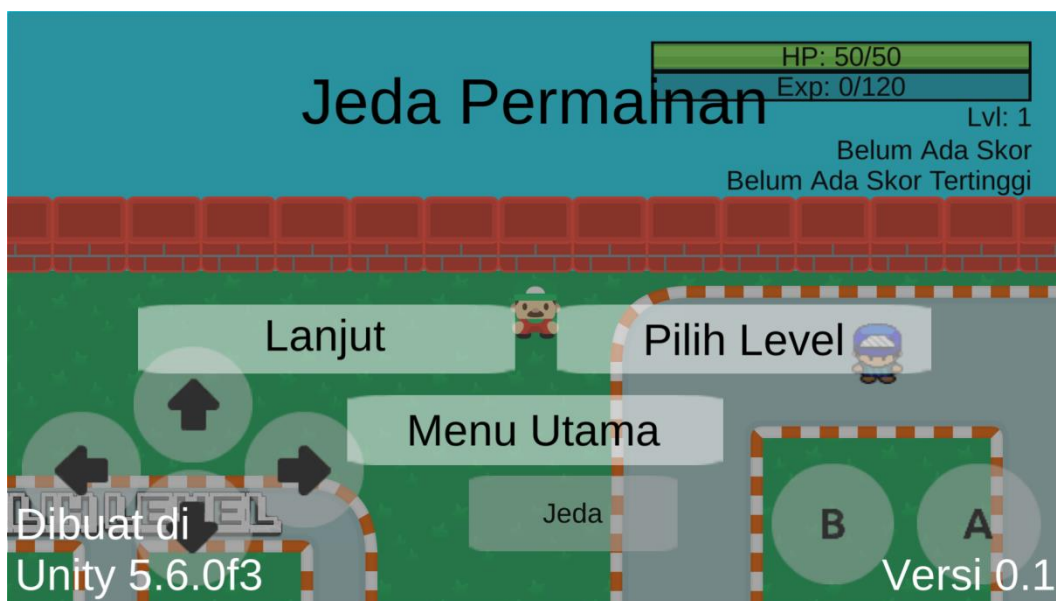 HP: 50/50
Exp: 0/120
Jeda Permainan
Lvl: 1
Belum Ada Skor
Belum Ada Skor Tertinggi
Lanjut
Pilih Level
Menu Utama
Jeda
B
A
Dibuat di
Unity 5.6.0f3
Versi 0.1